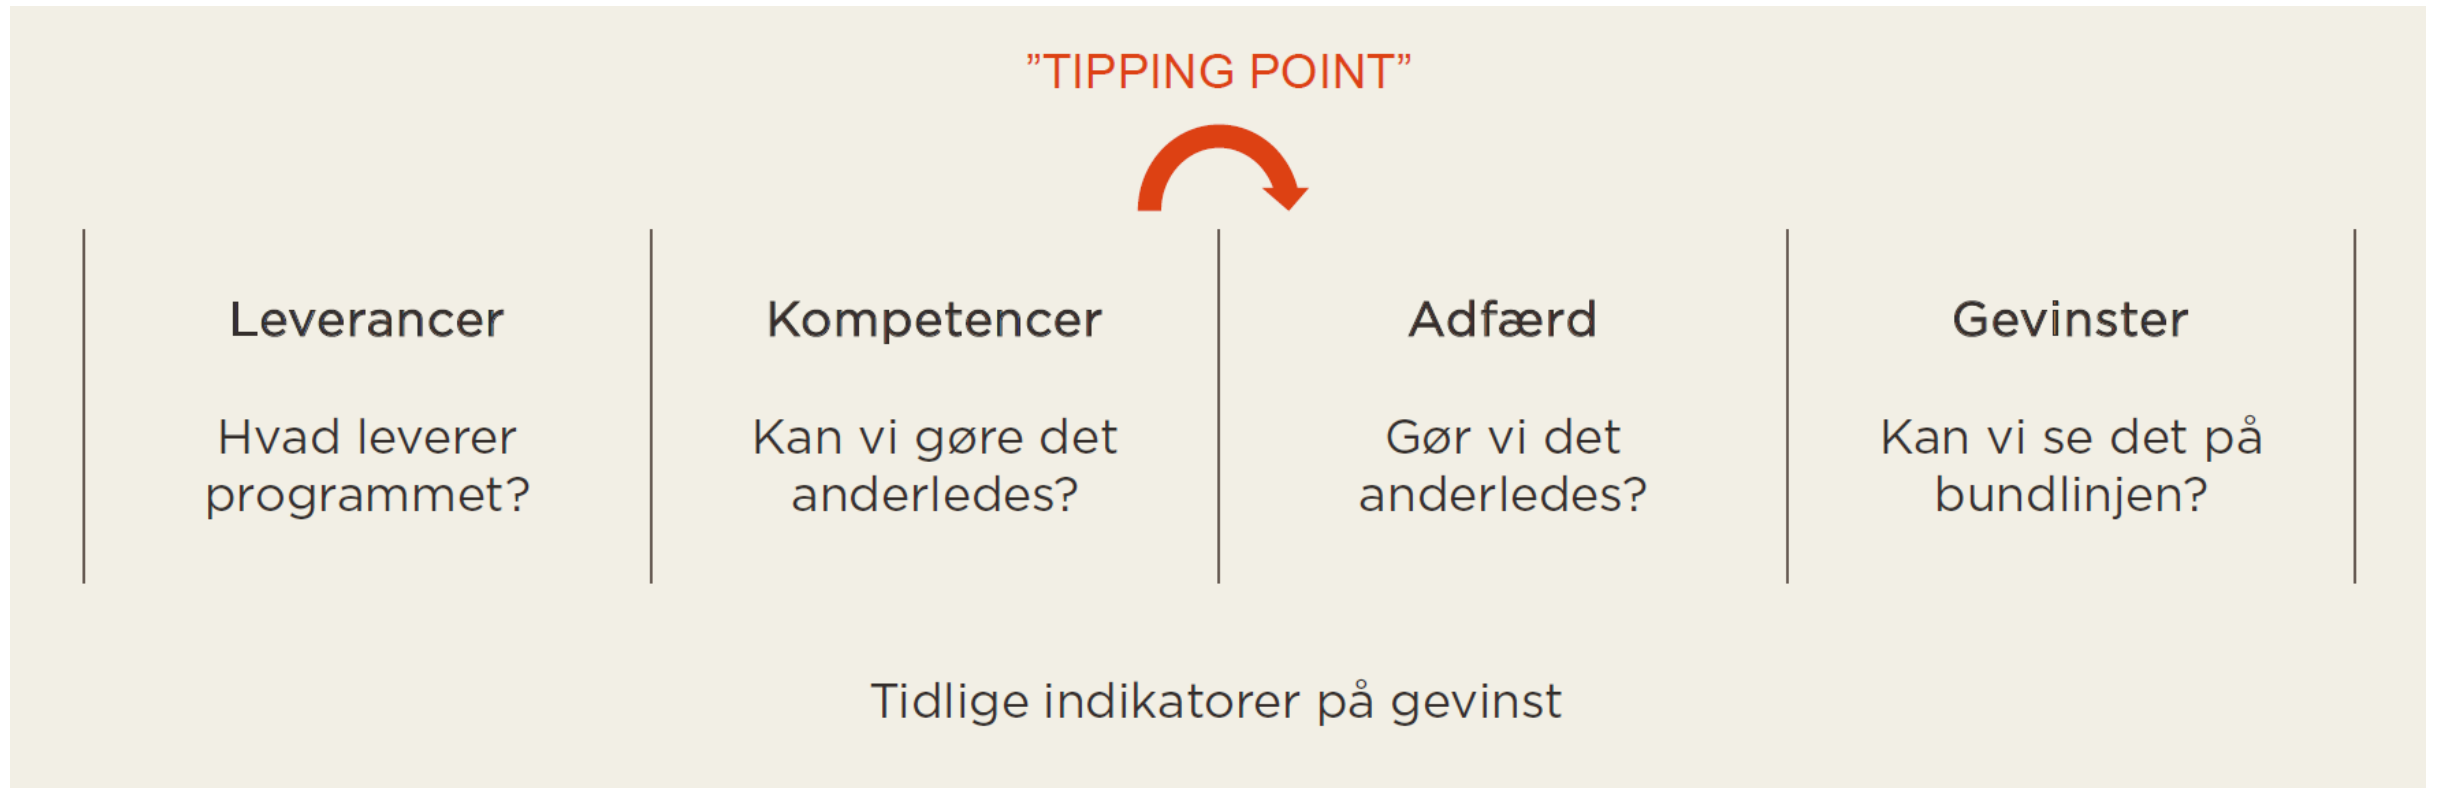 ”TIPPING POINT”
Leverancer
Hvad leverer
programmet?
Kompetencer
Kan vi gøre det
anderledes?
Adfærd
Gør vi det
anderledes?
Gevinster
Kan vi se det på
bundlinjen?
Tidlige indikatorer på gevinst